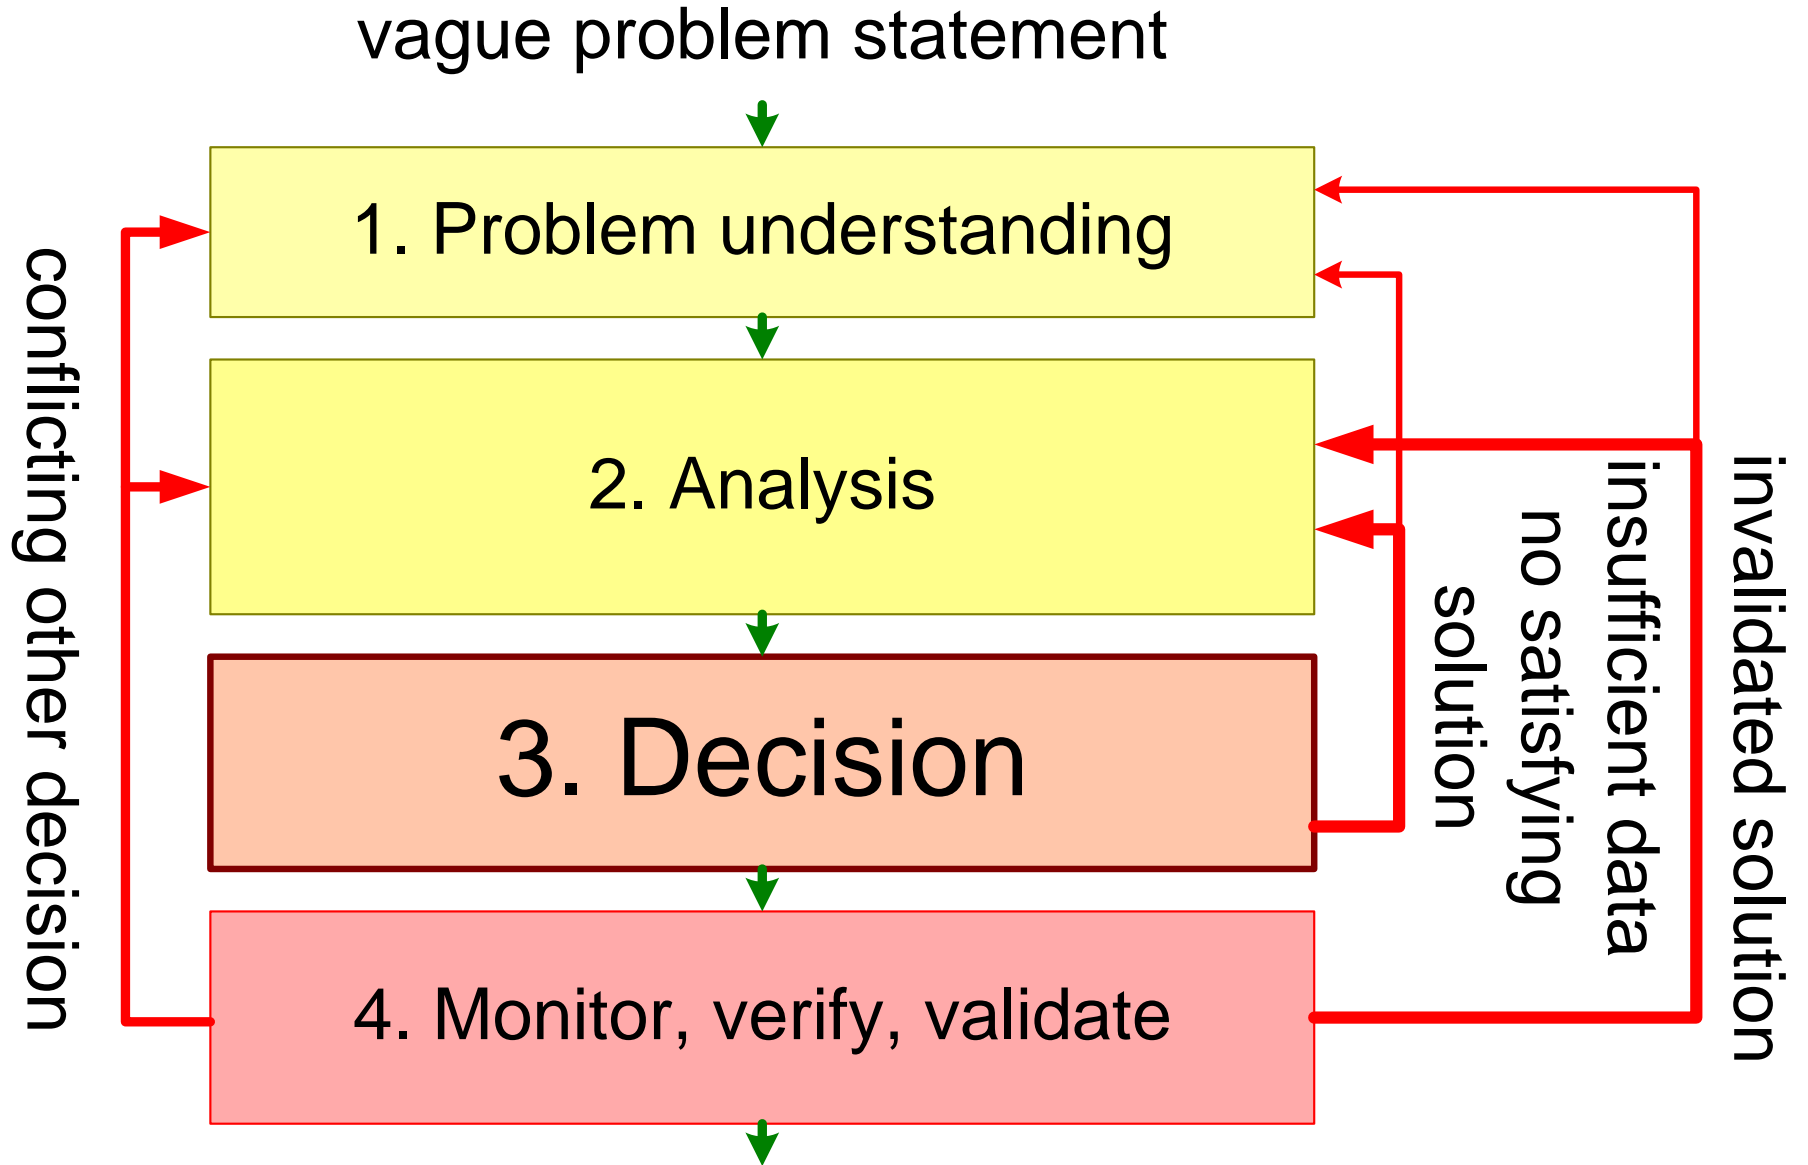 vague problem statement
1. Problem understanding
2. Analysis
3. Decision
4. Monitor, verify, validate
conflicting other decision
invalidated solution
insufficient data
no satisfying
solution